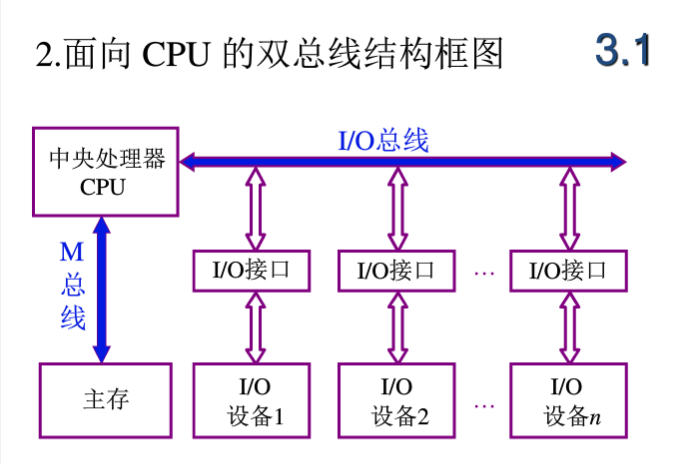 2.面向 CPU 的双总线结构框图
3.1
I/O总线
中央处理器
CPU
M
总
线
I/O接口
I/O接口
…
I/O接口
主存
I/O
设备1
I/O
设备2
…
I/O
设备n